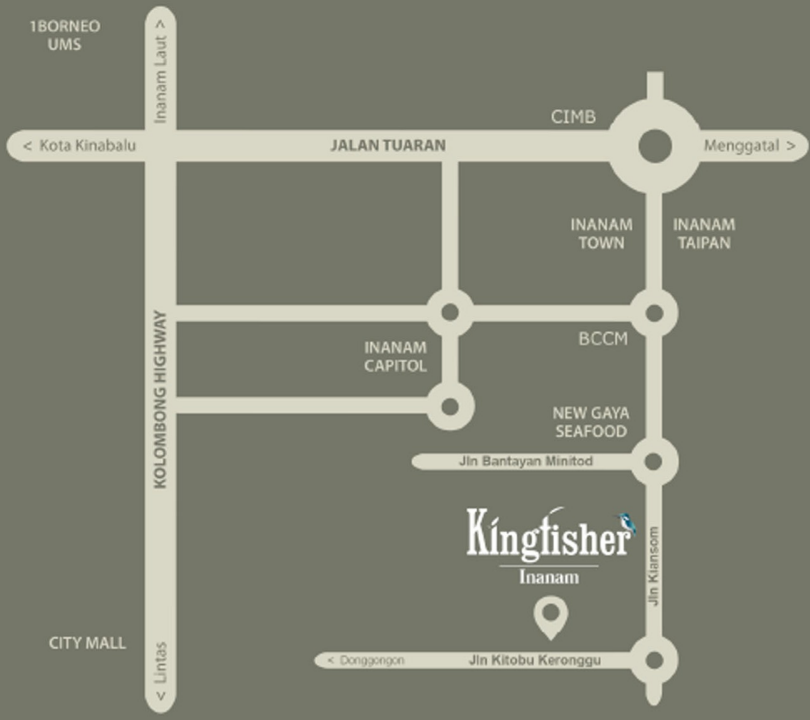 1BORNEO
UMS
Inanam Laut >
CIMB
< Kota Kinabalu
JALAN TUARAN
Menggatal >
INANAM
TOWN
INANAM
TAIPAN
KOLOMBONG HIGHWAY
BCCM
INANAM
CAPITOL
NEW GAYA
SEAFOOD
Jln Bantayan Minitod
Kingfisher
Inanam
Jln Kiansom
CITY MALL
< Lintas
< Donggongon
Jln Kitobu Keronggu